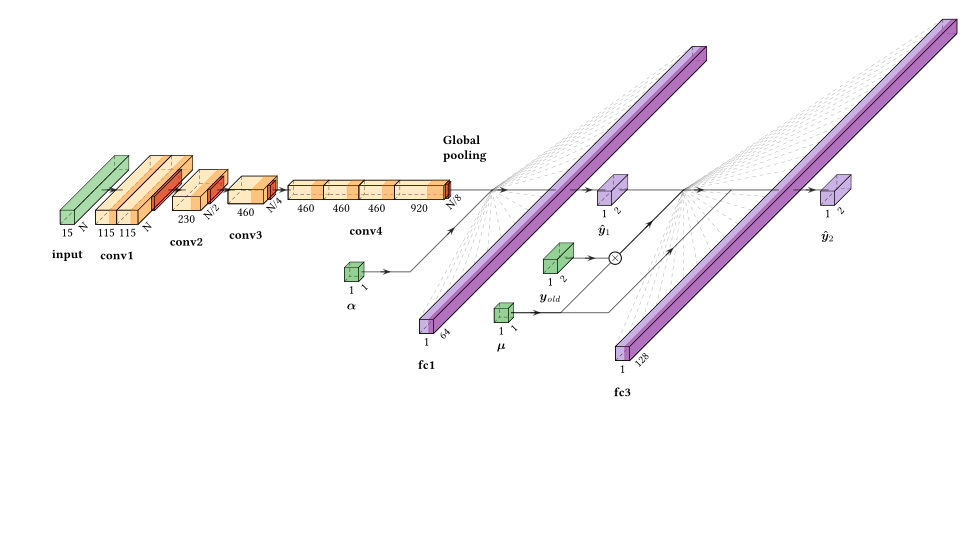 Global
pooling
15 N
input
115 115 N
conv1
230 N/2
conv2
460 N/4
conv3
460 460 460 920 N/8
conv4
1 1
α
1 64
fc1
1 2
ŷ₁
1 2
y_old
1 1
μ
1 128
fc3
1 2
ŷ₂